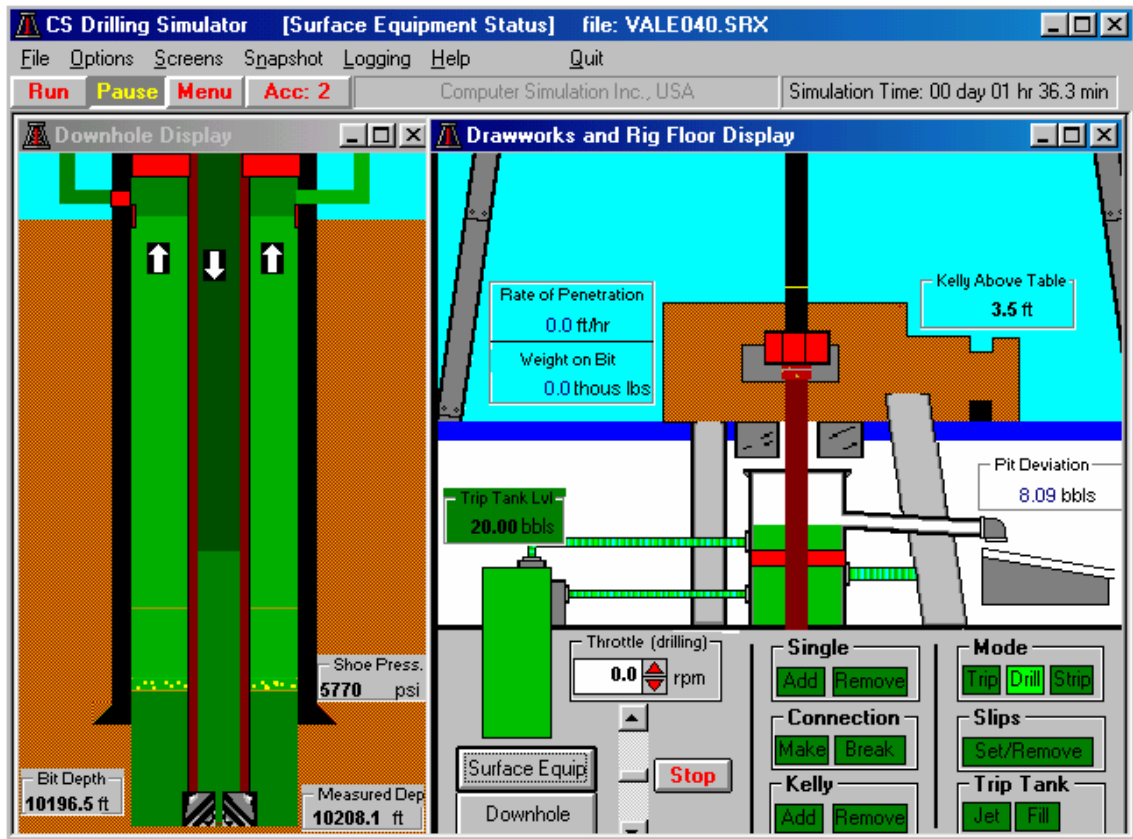 CS Drilling Simulator [Surface Equipment Status] file: VALE040.SRX
File Options Screens Snapshot Logging Help Quit
Run Pause Menu Acc: 2 Computer Simulation Inc., USA Simulation Time: 00 day 01 hr 36.3 min
Downhole Display
Shoe Press.
5770 psi
Bit Depth
10196.5 ft
Measured Dep
10208.1 ft
Drawworks and Rig Floor Display
Rate of Penetration
0.0 ft/hr
Weight on Bit
0.0 thous lbs
Kelly Above Table
3.5 ft
Pit Deviation
8.09 bbls
Trip Tank Lvl
20.00 bbls
Throttle (drilling)
0.0 rpm
Surface Equip
Downhole
Stop
Single
Add Remove
Connection
Make Break
Kelly
Add Remove
Mode
Trip Drill Strip
Slips
Set/Remove
Trip Tank
Jet Fill